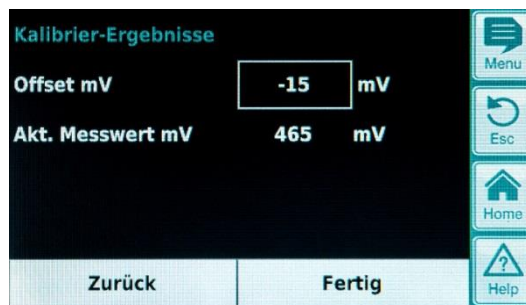 Kalibrier-Ergebnisse
Menu
Offset mV -15 mV
Esc
Akt. Messwert mV 465 mV
Home
Zurück Fertig
Help